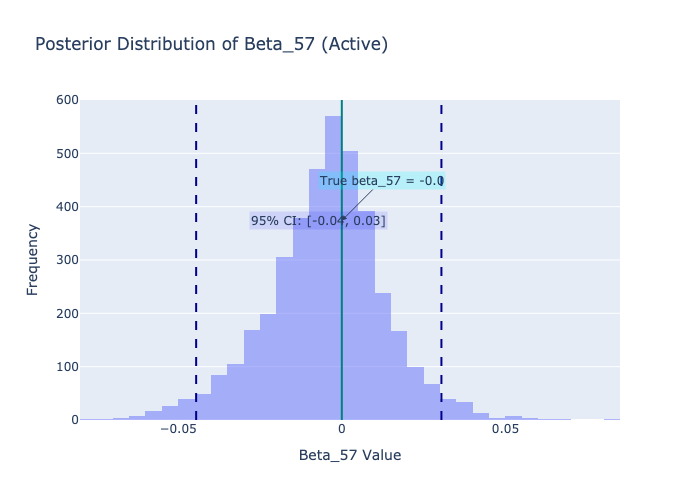 Posterior Distribution of Beta_57 (Active)
600
500
400
300
200
100
0
Frequency
True beta_57 = -0.0
95% CI: [-0.04, 0.03]
−0.05
0
0.05
Beta_57 Value